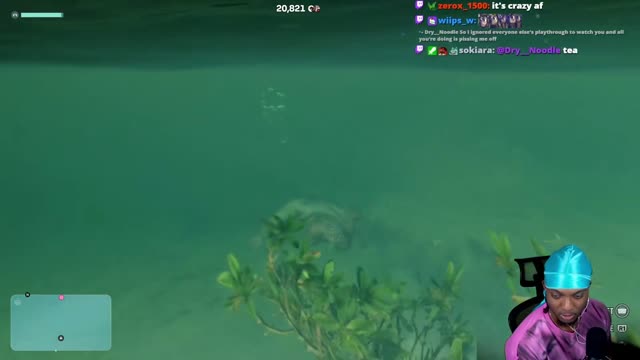 20,821
zerox_1500: it's crazy af
wiips_w:
Dry__Noodle So I ignored everyone else's playthrough to watch you and all
you're doing is pissing me off
sokiara: @Dry__Noodle tea
RT